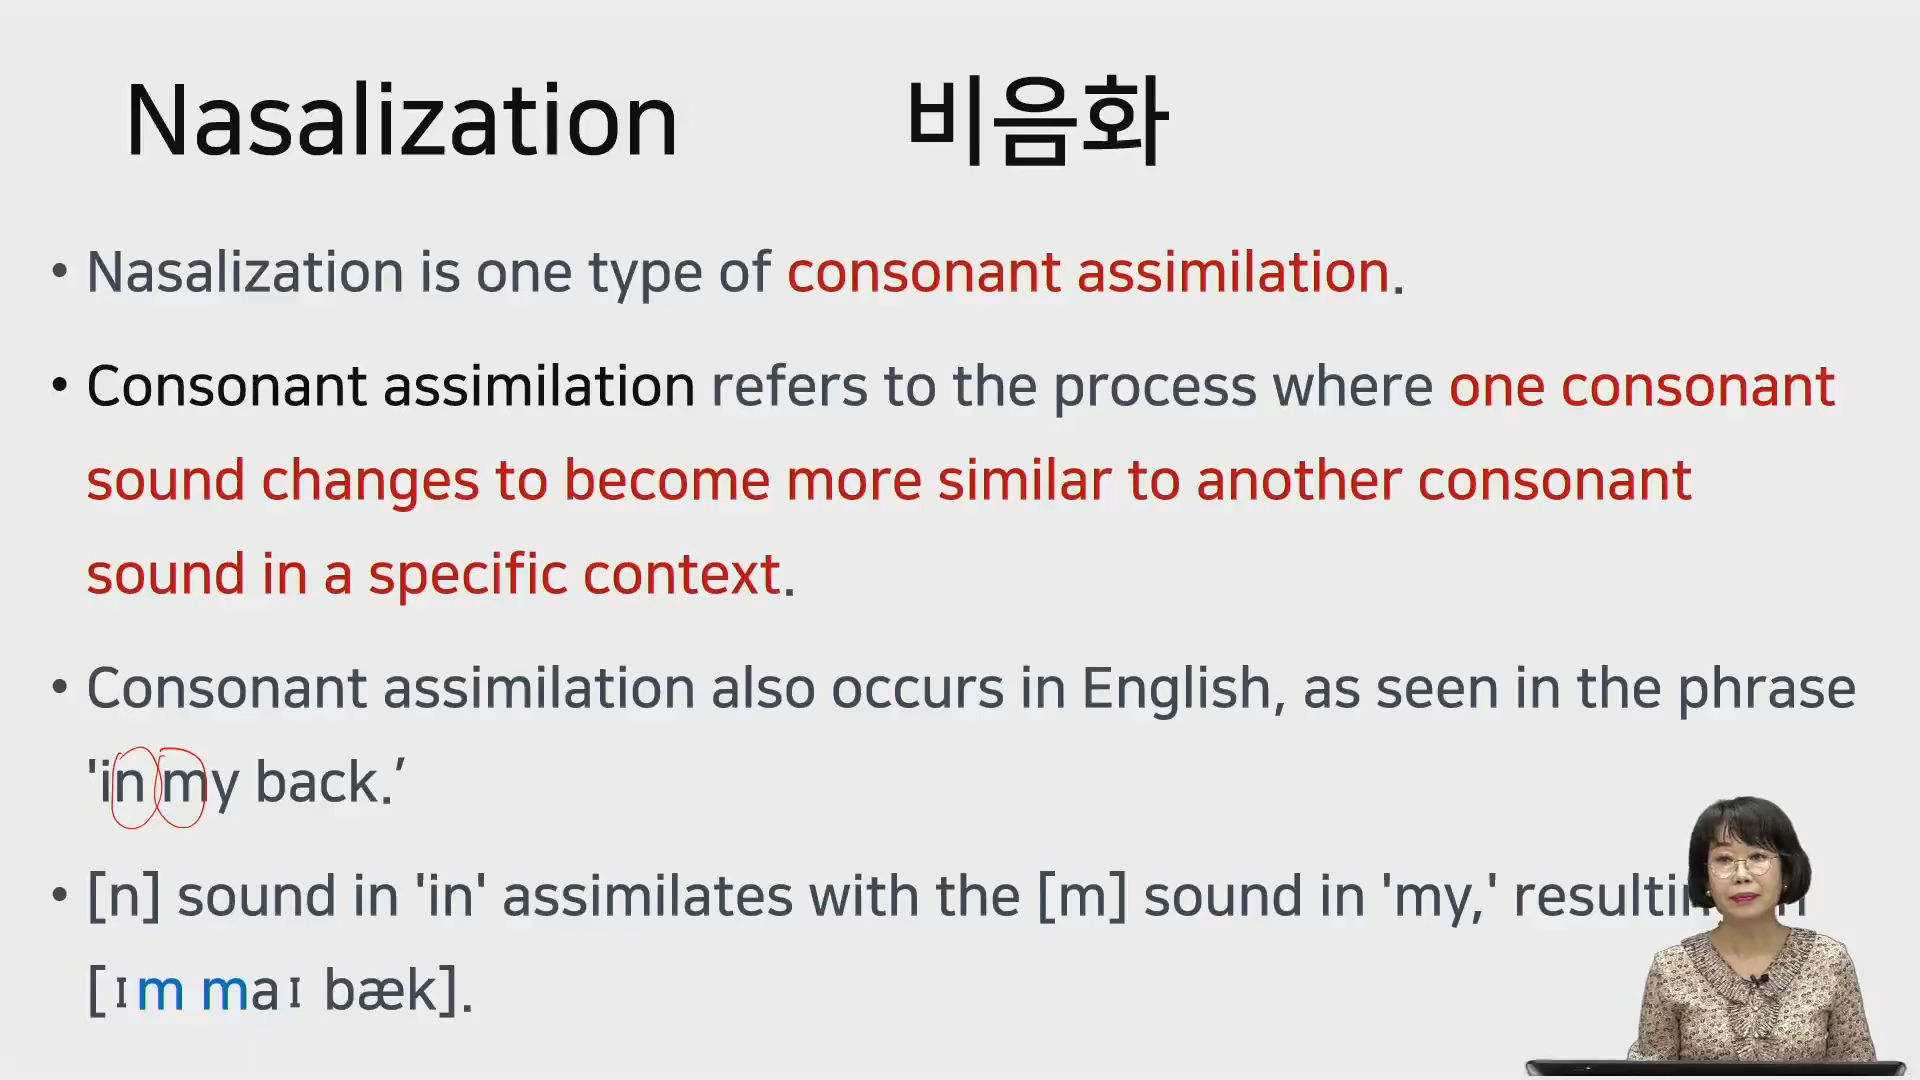 Nasalization 비음화
• Nasalization is one type of consonant assimilation.
• Consonant assimilation refers to the process where one consonant
sound changes to become more similar to another consonant
sound in a specific context.
• Consonant assimilation also occurs in English, as seen in the phrase
'in my back.’
• [n] sound in 'in' assimilates with the [m] sound in 'my,'
[ɪm maɪ bæk].